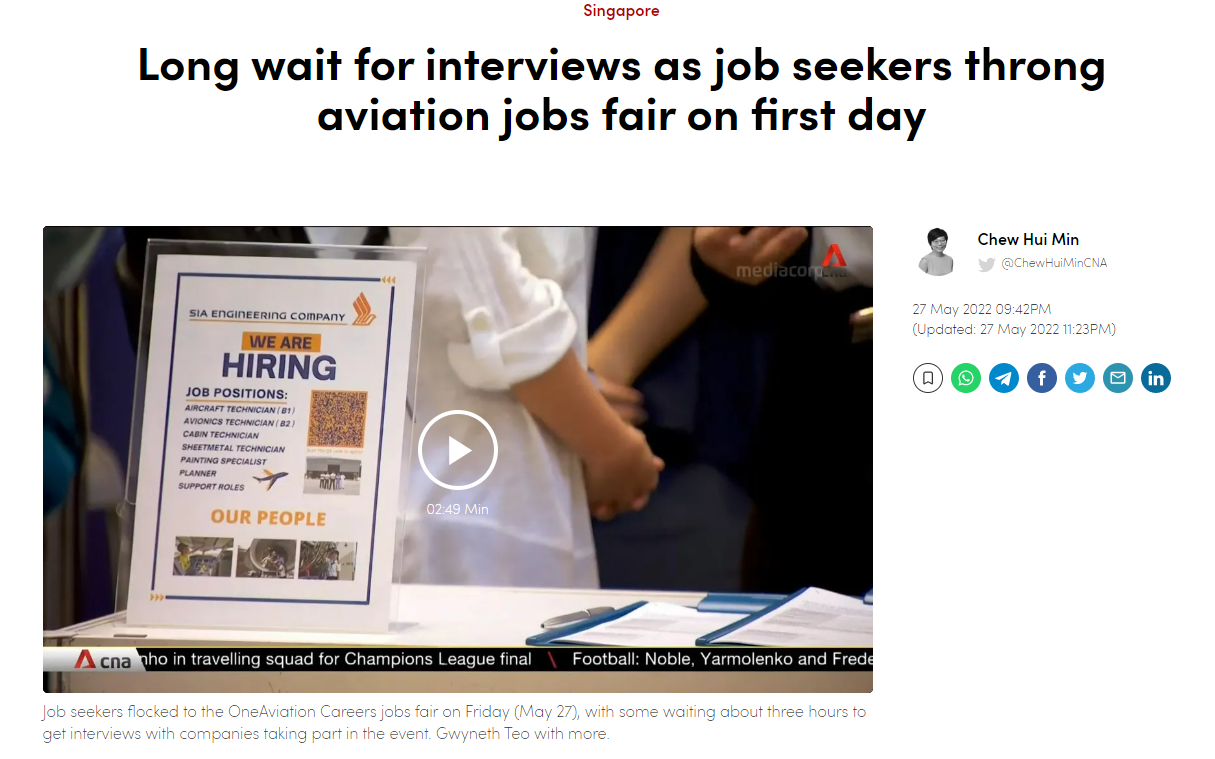 Singapore
Long wait for interviews as job seekers throng
aviation jobs fair on first day
mediacorp
cna
SIA ENGINEERING COMPANY
WE ARE
HIRING
JOB POSITIONS:
AIRCRAFT TECHNICIAN (B1)
AVIONICS TECHNICIAN (B2)
CABIN TECHNICIAN
SHEETMETAL TECHNICIAN
PAINTING SPECIALIST
PLANNER
SUPPORT ROLES
OUR PEOPLE
02:49 Min
cna nho in travelling squad for Champions League final \ Football: Noble, Yarmolenko and Frede
Job seekers flocked to the OneAviation Careers jobs fair on Friday (May 27), with some waiting about three hours to
get interviews with companies taking part in the event. Gwyneth Teo with more.
Chew Hui Min
@ChewHuiMinCNA
27 May 2022 09:42PM
(Updated: 27 May 2022 11:23PM)